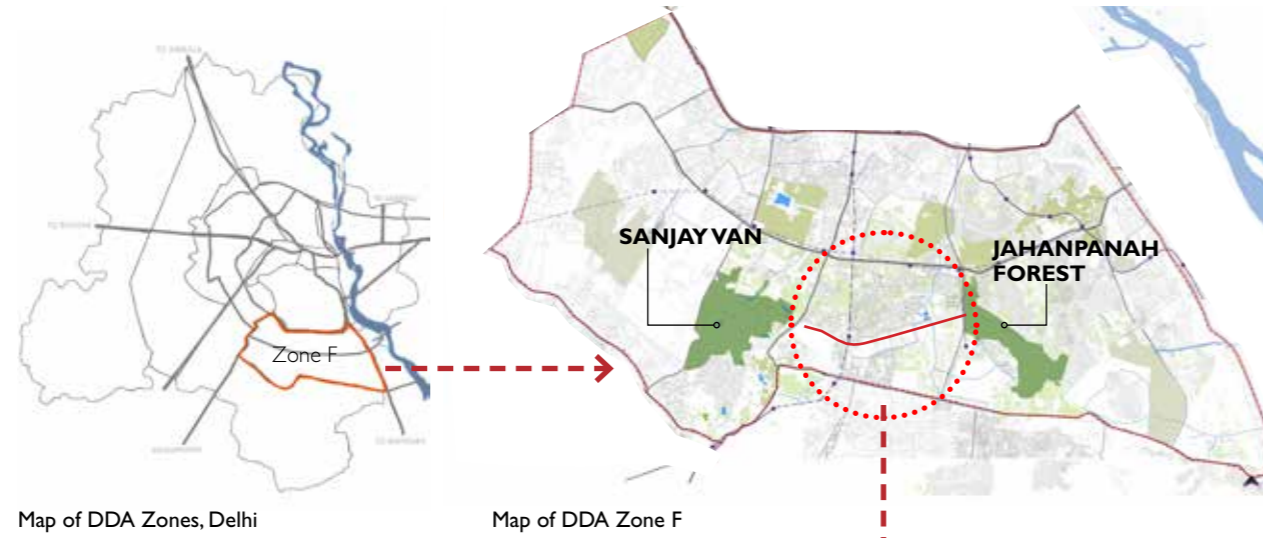 Zone F
SANJAY VAN
JAHANPANAH
FOREST
Map of DDA Zones, Delhi
Map of DDA Zone F